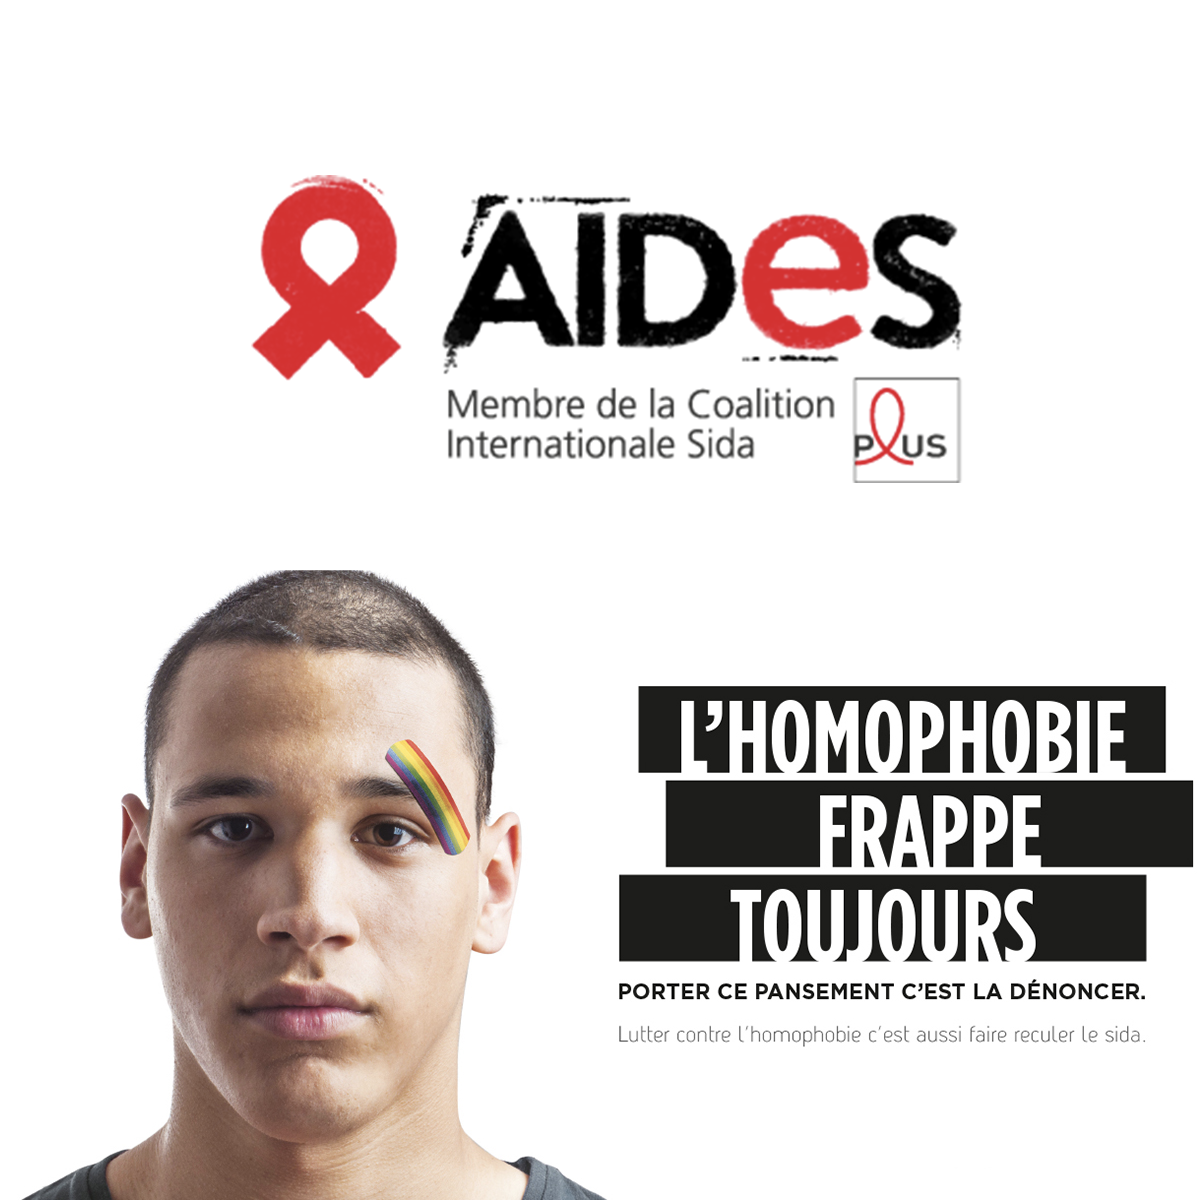 AIDeS
Membre de la Coalition
Internationale Sida
PLUS
L'HOMOPHOBIE
FRAPPE
TOUJOURS
PORTER CE PANSEMENT C'EST LA DÉNONCER.
Lutter contre l'homophobie c'est aussi faire reculer le sida.